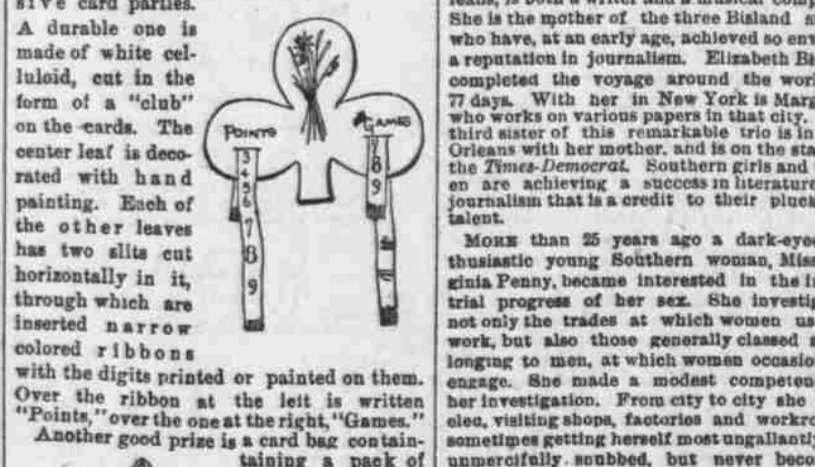 sive card parties.
A durable one is
made of white cel-
luloid, cut in the
form of a "club"
on the cards. The
center leaf is deco-
rated with hand
painting. Each of
the other leaves
has two slits cut
horizontally in it,
through which are
inserted narrow
colored ribbons
with the digits printed or painted on them.
Over the ribbon at the left is written
"Points," over the one at the right, "Games."
Another good prize is a card bag contain-
taining a pack of
POINTS
GAMES
3
4
5
6
7
8
9
8
9
She is the mother of the three Bisland
who have, at an early age, achieved so
a reputation in journalism. Elizabeth
completed the voyage around the
77 days. With her in New York is
who works on various papers in that city.
third sister of this remarkable trio is in
Orleans with her mother, and is on the
the Times-Democrat. Southern girls and
en are achieving a success in literature
journalism that is a credit to their
talent.
MORE than 25 years ago a
thusiastic young Southern woman,
ginia Penny, became interested in the
trial progress of her sex. She
not only the trades at which women
work, but also those generally classed
longing to men, at which women
engage. She made a modest
her investigation. From city to city she
visiting shops, factories and
sometimes getting herself most
unmercifully snubbed, but never